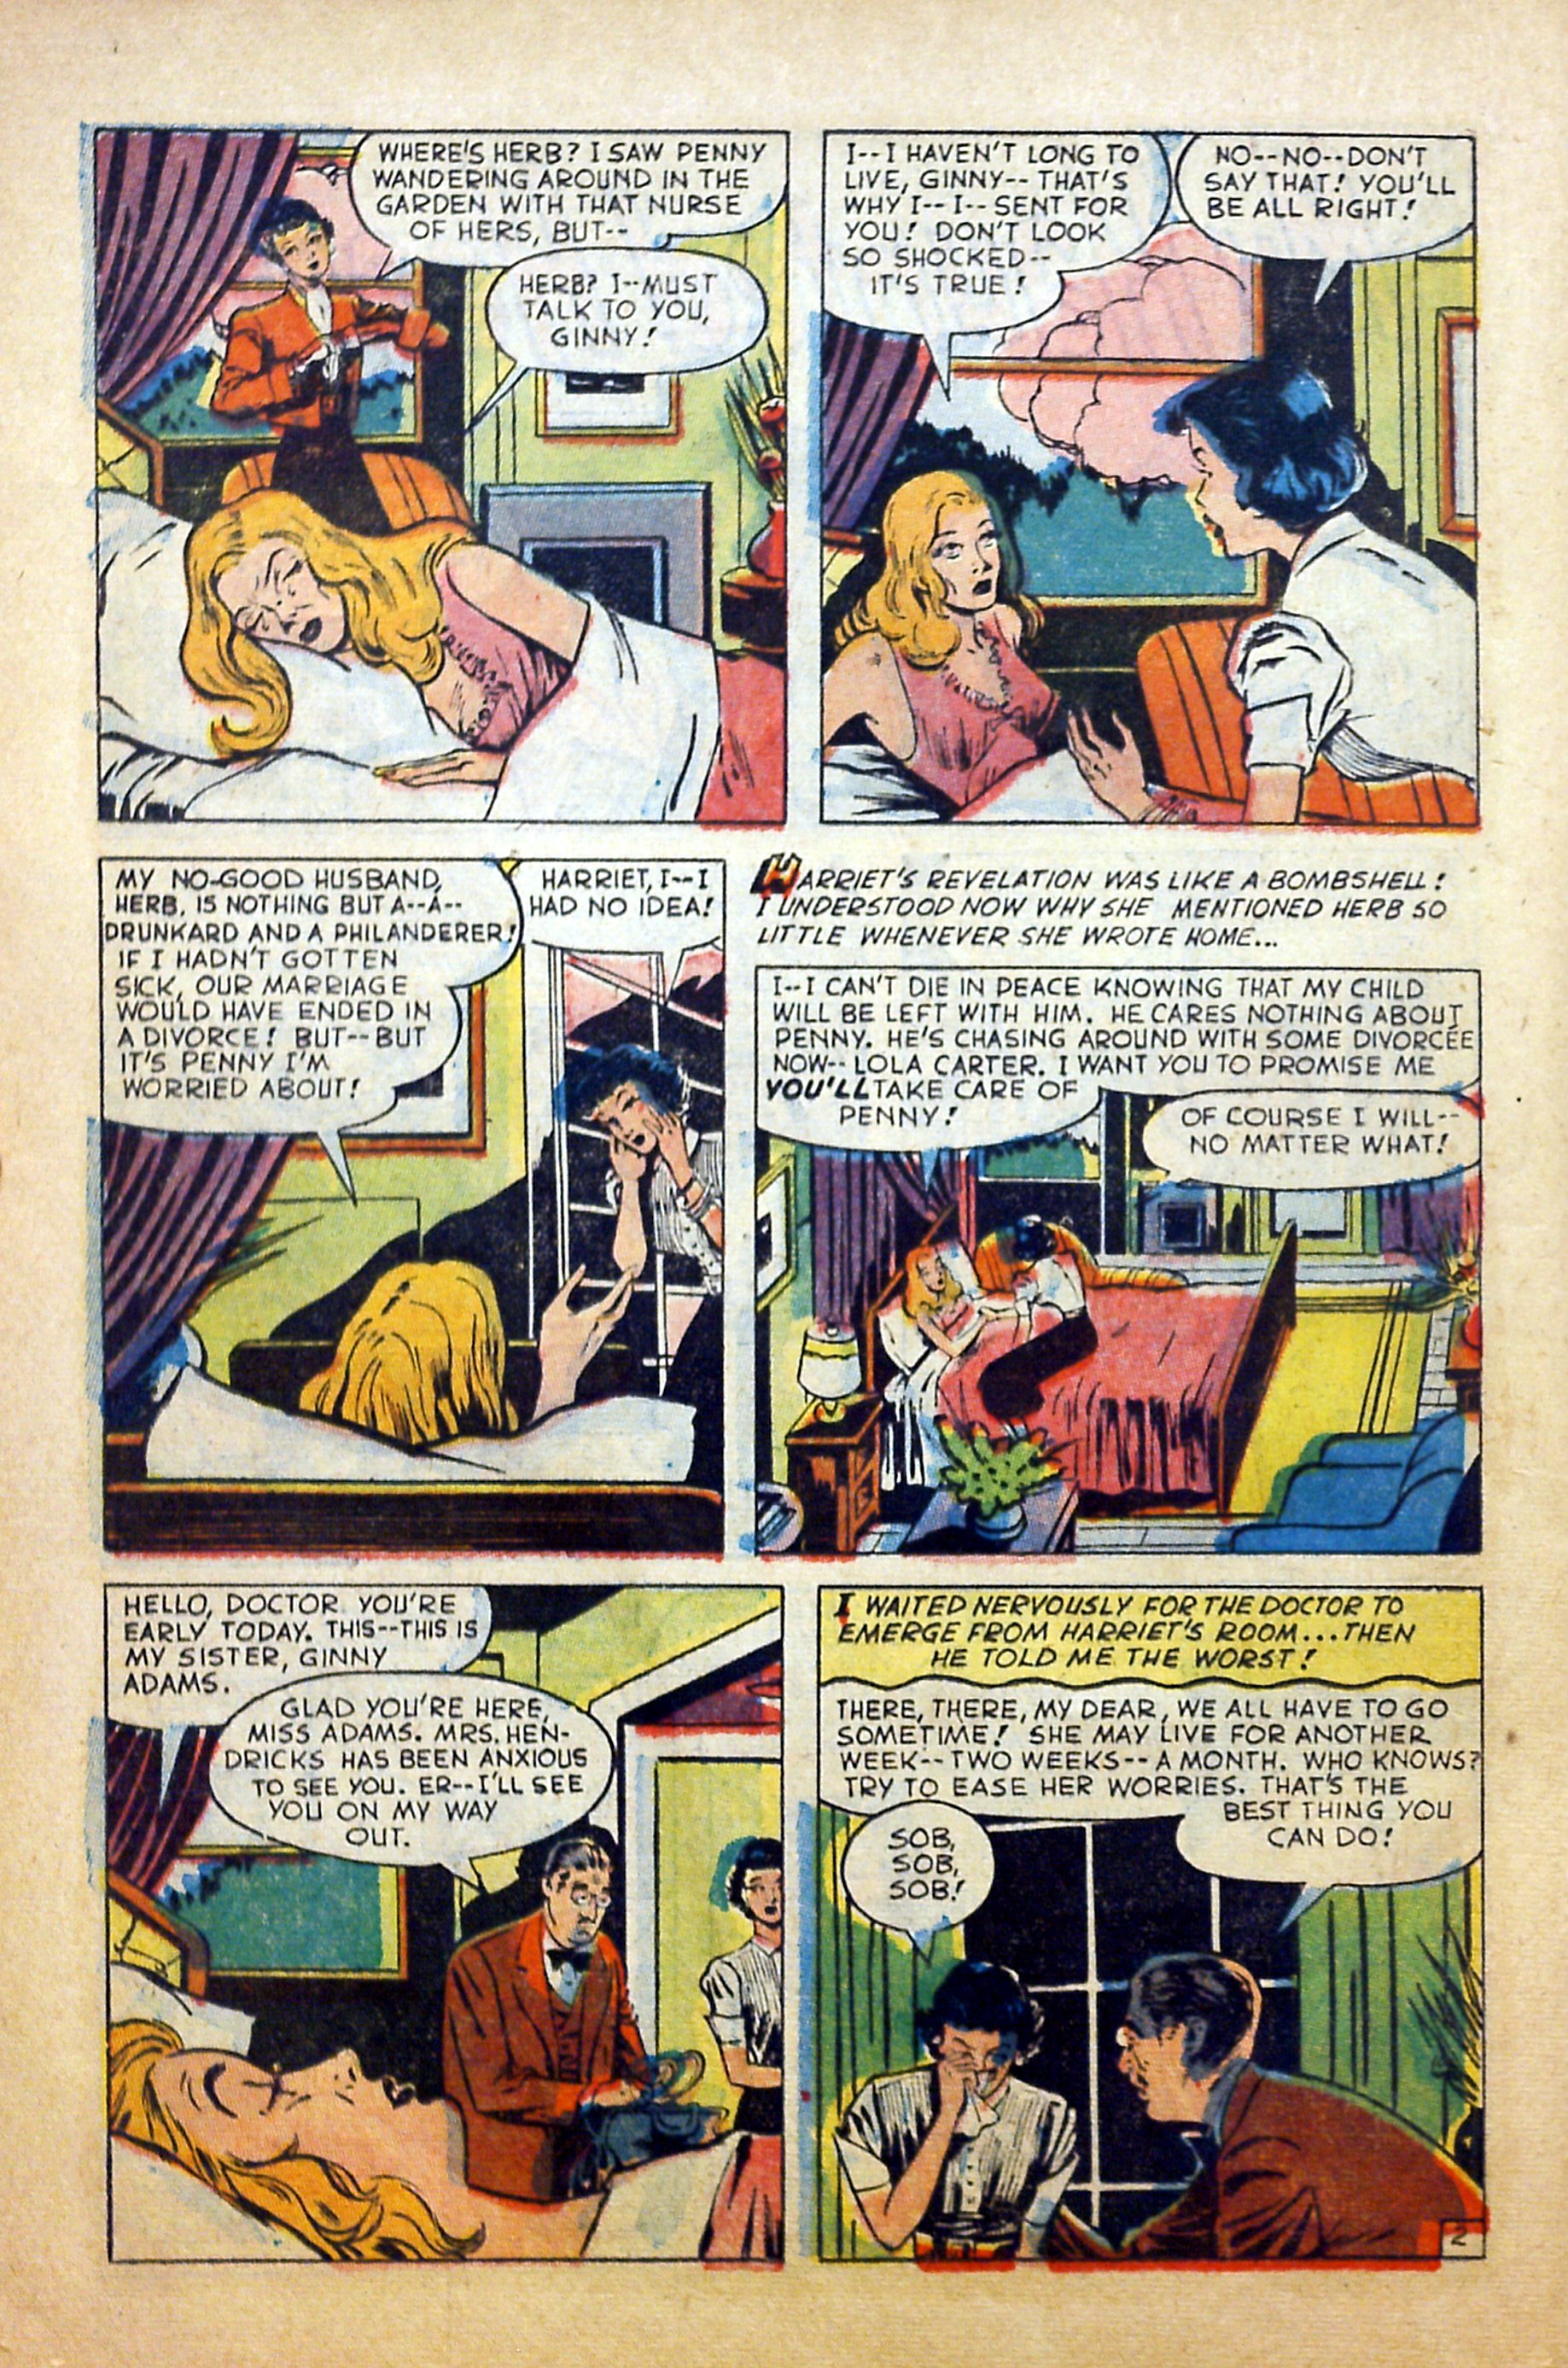 WHERE'S HERB? I SAW PENNY
WANDERING AROUND IN THE
GARDEN WITH THAT NURSE
OF HERS, BUT--
HERB? I--MUST
TALK TO YOU,
GINNY!
I--I HAVEN'T LONG TO
LIVE, GINNY-- THAT'S
WHY I--I--SENT FOR
YOU! DON'T LOOK
SO SHOCKED--
IT'S TRUE!
NO--NO--DON'T
SAY THAT! YOU'LL
BE ALL RIGHT!
MY NO-GOOD HUSBAND,
HERB, IS NOTHING BUT A--A--
DRUNKARD AND A PHILANDERER!
IF I HADN'T GOTTEN
SICK, OUR MARRIAGE
WOULD HAVE ENDED IN
A DIVORCE! BUT--BUT
IT'S PENNY I'M
WORRIED ABOUT!
HARRIET, I--I
HAD NO IDEA!
HARRIET'S REVELATION WAS LIKE A BOMBSHELL!
I UNDERSTOOD NOW WHY SHE MENTIONED HERB SO
LITTLE WHENEVER SHE WROTE HOME...
I--I CAN'T DIE IN PEACE KNOWING THAT MY CHILD
WILL BE LEFT WITH HIM. HE CARES NOTHING ABOUT
PENNY. HE'S CHASING AROUND WITH SOME DIVORCÉE
NOW-- LOLA CARTER. I WANT YOU TO PROMISE ME
YOU'LL TAKE CARE OF
PENNY!
OF COURSE I WILL--
NO MATTER WHAT!
HELLO, DOCTOR. YOU'RE
EARLY TODAY. THIS--THIS IS
MY SISTER, GINNY
ADAMS.
GLAD YOU'RE HERE,
MISS ADAMS. MRS. HEN-
DRICKS HAS BEEN ANXIOUS
TO SEE YOU. ER--I'LL SEE
YOU ON MY WAY
OUT.
I WAITED NERVOUSLY FOR THE DOCTOR TO
EMERGE FROM HARRIET'S ROOM...THEN
HE TOLD ME THE WORST!
THERE, THERE, MY DEAR, WE ALL HAVE TO GO
SOMETIME! SHE MAY LIVE FOR ANOTHER
WEEK--TWO WEEKS--A MONTH. WHO KNOWS?
TRY TO EASE HER WORRIES. THAT'S THE
BEST THING YOU
CAN DO!
SOB,
SOB,
SOB!
2